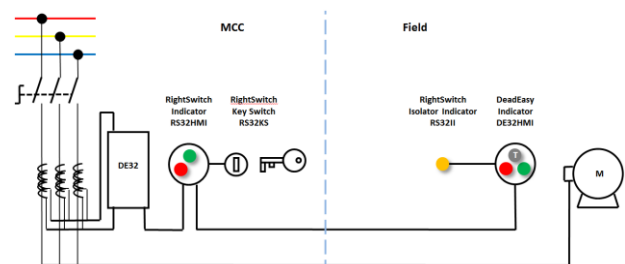 MCC
Field
RightSwitch
Indicator
RS32HMI
RightSwitch
Key Switch
RS32KS
RightSwitch
Isolator Indicator
RS32II
DeadEasy
Indicator
DE32HMI
DE32
T
M